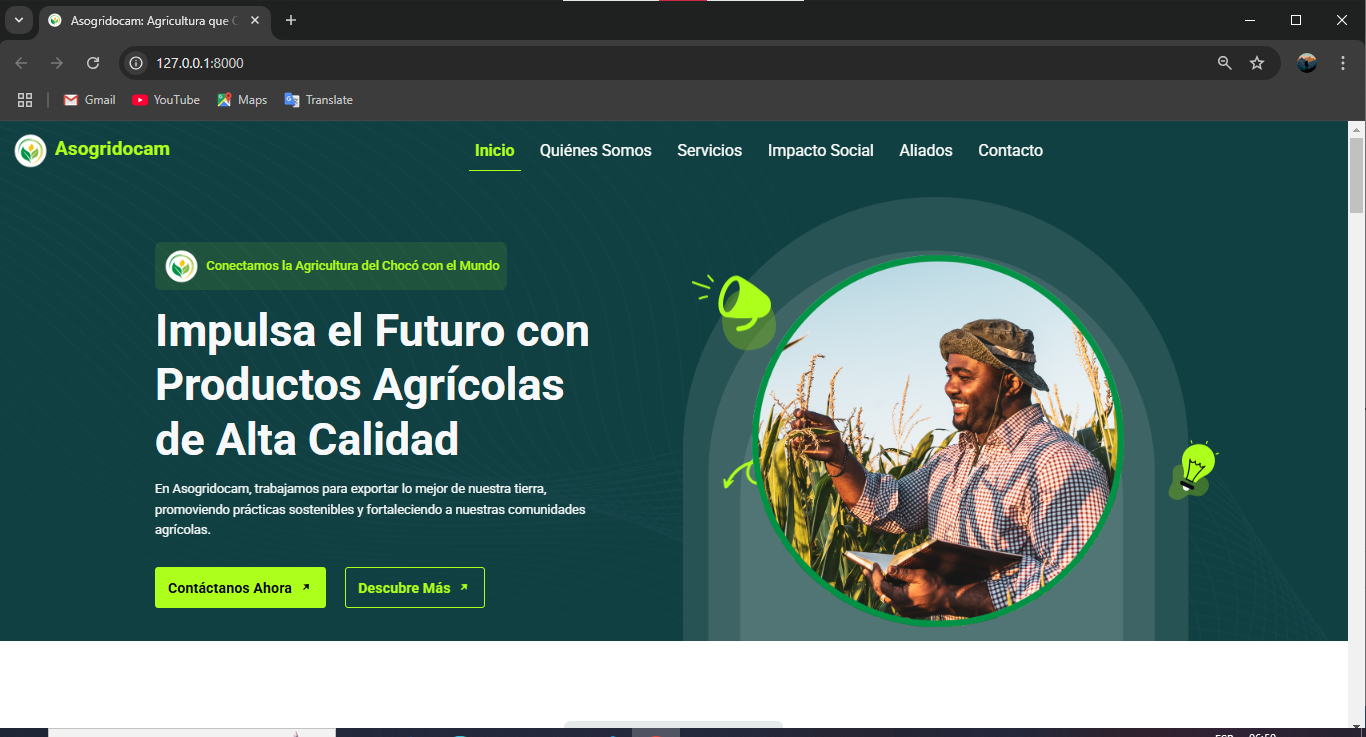 Asogridocam: Agricultura que C
127.0.0.1:8000
Gmail
YouTube
Maps
Translate
Asogridocam
Inicio
Quiénes Somos
Servicios
Impacto Social
Aliados
Contacto
Conectamos la Agricultura del Chocó con el Mundo
Impulsa el Futuro con
Productos Agrícolas
de Alta Calidad
En Asogridocam, trabajamos para exportar lo mejor de nuestra tierra,
promoviendo prácticas sostenibles y fortaleciendo a nuestras comunidades
agrícolas.
Contáctanos Ahora
Descubre Más